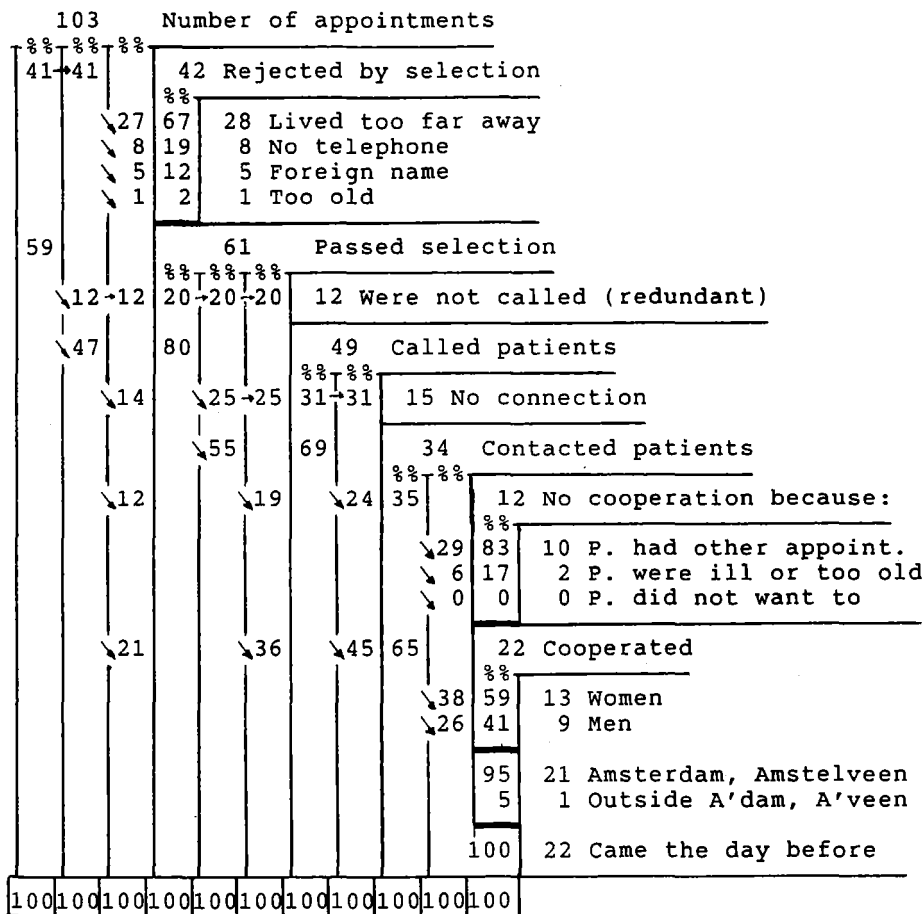 103 Number of appointments
%% %% %%
41→41 42 Rejected by selection
%%
↘27 67 28 Lived too far away
↘ 8 19 8 No telephone
↘ 5 12 5 Foreign name
↘ 1 2 1 Too old
59 61 Passed selection
%% %% %%
↘12→12 20→20→20 12 Were not called (redundant)
↘47 80 49 Called patients
%% %%
↘14 ↘25→25 31→31 15 No connection
↘55 69 34 Contacted patients
%% %%
↘12 ↘19 ↘24 35 12 No cooperation because:
%%
↘29 83 10 P. had other appoint.
↘ 6 17 2 P. were ill or too old
↘ 0 0 0 P. did not want to
↘21 ↘36 ↘45 65 22 Cooperated
%%
↘38 59 13 Women
↘26 41 9 Men
95 21 Amsterdam, Amstelveen
5 1 Outside A'dam, A'veen
100 22 Came the day before
100 100 100 100 100 100 100 100 100 100 100